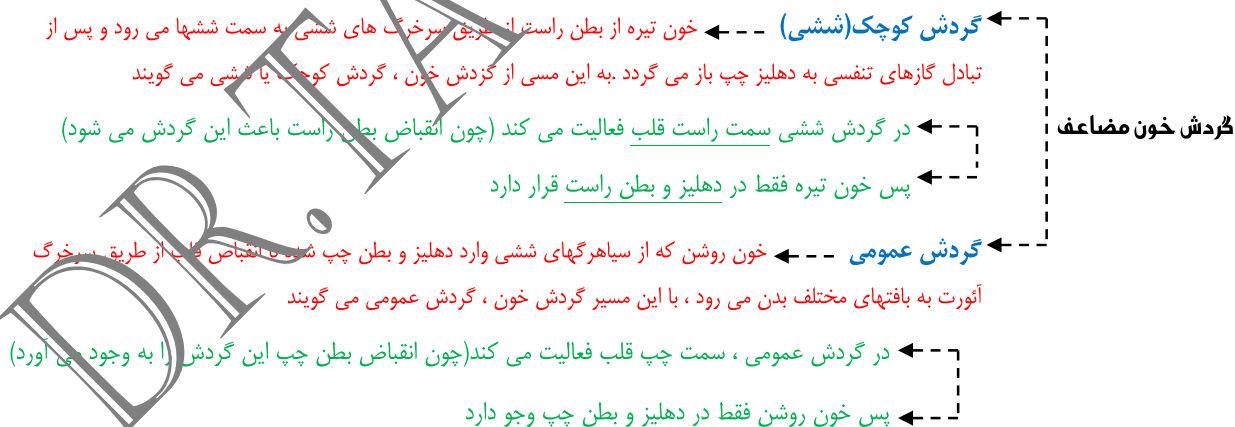 گردش خون مضاعف
گردش کوچک(ششی) خون تیره از بطن راست از طریق سرخرگ های ششی به سمت ششها می رود و پس از
تبادل گازهای تنفسی به دهلیز چپ باز می گردد .به این مسی از گزدش خون ، گردش کوچک یا ششی می گویند
در گردش ششی سمت راست قلب فعالیت می کند (چون انقباض بطن راست باعث این گردش می شود)
پس خون تیره فقط در دهلیز و بطن راست قرار دارد
گردش عمومی خون روشن که از سیاهرگهای ششی وارد دهلیز و بطن چپ شده با انقباض قلب از طریق سرخرگ
آئورت به بافتهای مختلف بدن می رود ، با این مسیر گردش خون ، گردش عمومی می گویند
در گردش عمومی ، سمت چپ قلب فعالیت می کند(چون انقباض بطن چپ این گردش را به وجود می آورد)
پس خون روشن فقط در دهلیز و بطن چپ وجو دارد
DR.TA